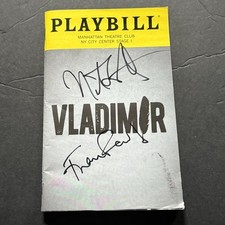 PLAYBILL
MANHATTAN THEATRE CLUB
NY CITY CENTER STAGE I
VLADIMIR